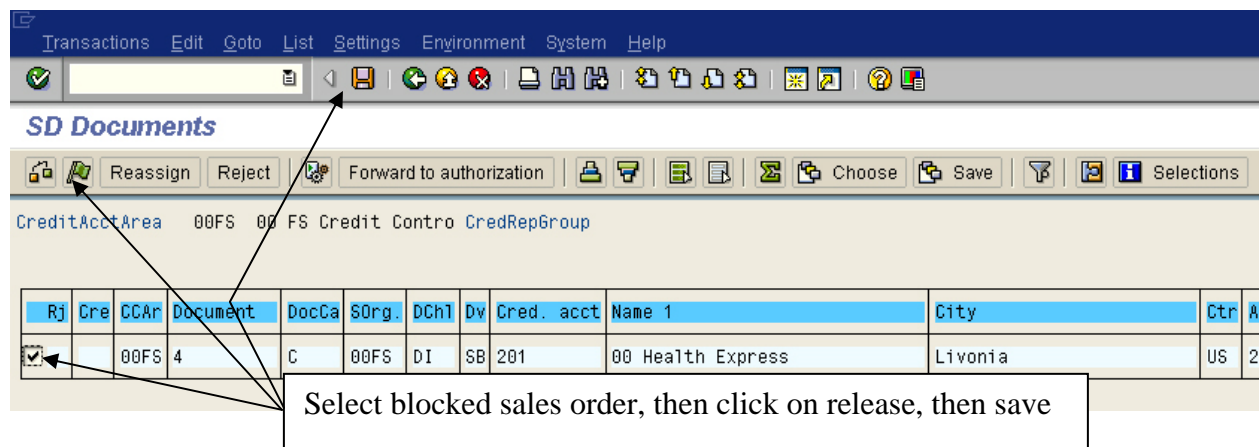 Transactions Edit Goto List Settings Environment System Help
SD Documents
Reassign Reject Forward to authorization Choose Save Selections
CreditAcctArea 00FS 00 FS Credit Contro CredRepGroup
Rj Cre CCAr Document DocCa SOrg. DChl Dv Cred. acct Name 1 City Ctr A
00FS 4 C 00FS DI SB 201 00 Health Express Livonia US 2
Select blocked sales order, then click on release, then save